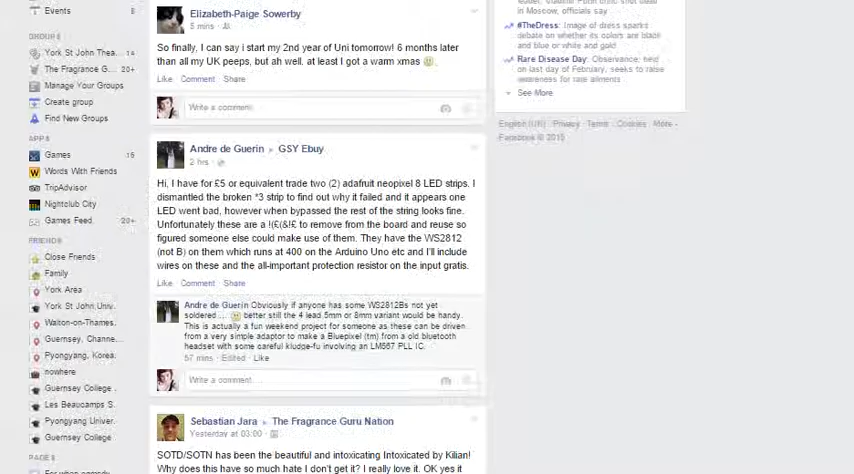 Events 1
GROUPS
York St John Thea... 14
The Fragrance G... 20+
Manage Your Groups
Create group
Find New Groups
APPS
Games 15
Words With Friends
TripAdvisor
Nightclub City
Games Feed 20+
FRIENDS
Close Friends
Family
York Area
York St John Univ.
Walton-on-Thames.
Guernsey, Channe...
Pyongyang, Korea.
nowhere
Guernsey College .
Les Beaucamps S.
Pyongyang Univer.
Guernsey College
PAGES
Elizabeth-Paige Sowerby
5 mins ·
So finally, I can say i start my 2nd year of Uni tomorrow! 6 months later
than all my UK peeps, but ah well, at least I got a warm xmas
Like Comment Share
Write a comment...
Andre de Guerin ▸ GSY Ebuy
2 hrs ·
Hi, I have for £5 or equivalent trade two (2) adafruit neopixel 8 LED strips. I
dismantled the broken *3 strip to find out why it failed and it appears one
LED went bad, however when bypassed the rest of the string looks fine.
Unfortunately these are a !(£(&!£ to remove from the board and reuse so
figured someone else could make use of them. They have the WS2812
(not B) on them which runs at 400 on the Arduino Uno etc and I'll include
wires on these and the all-important protection resistor on the input gratis.
Like Comment Share
Andre de Guerin Obviously if anyone has some WS2812Bs not yet
soldered.... better still the 4 lead 5mm or 8mm variant would be handy.
This is actually a fun weekend project for someone as these can be driven
from a very simple adaptor to make a Bluepixel (tm) from a old bluetooth
headset with some careful kludge-fu involving an LM567 PLL IC.
57 mins · Edited · Like
Write a comment...
Sebastian Jara ▸ The Fragrance Guru Nation
Yesterday at 03:00 ·
SOTD/SOTN has been the beautiful and intoxicating Intoxicated by Kilian!
Why does this have so much hate I don't get it? I really love it. OK yes it
in Moscow, officials say
#TheDress: Image of dress sparks
debate on whether its colors are black
and blue or white and gold
Rare Disease Day: Observance, held
on last day of February, seeks to raise
awareness for rare ailments
See More
English (UK) · Privacy · Terms · Cookies · More
Facebook © 2015